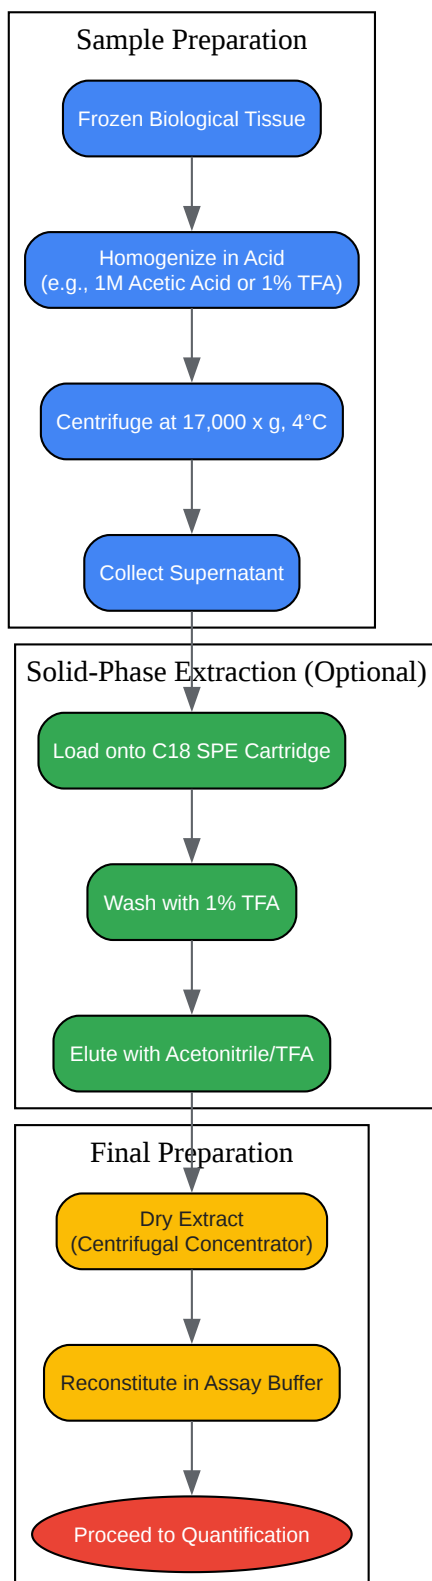 Sample Preparation
Frozen Biological Tissue
Homogenize in Acid
(e.g., 1M Acetic Acid or 1% TFA)
Centrifuge at 17,000 x g, 4°C
Collect Supernatant
Solid-Phase Extraction (Optional)
Load onto C18 SPE Cartridge
Wash with 1% TFA
Elute with Acetonitrile/TFA
Final Preparation
Dry Extract
(Centrifugal Concentrator)
Reconstitute in Assay Buffer
Proceed to Quantification